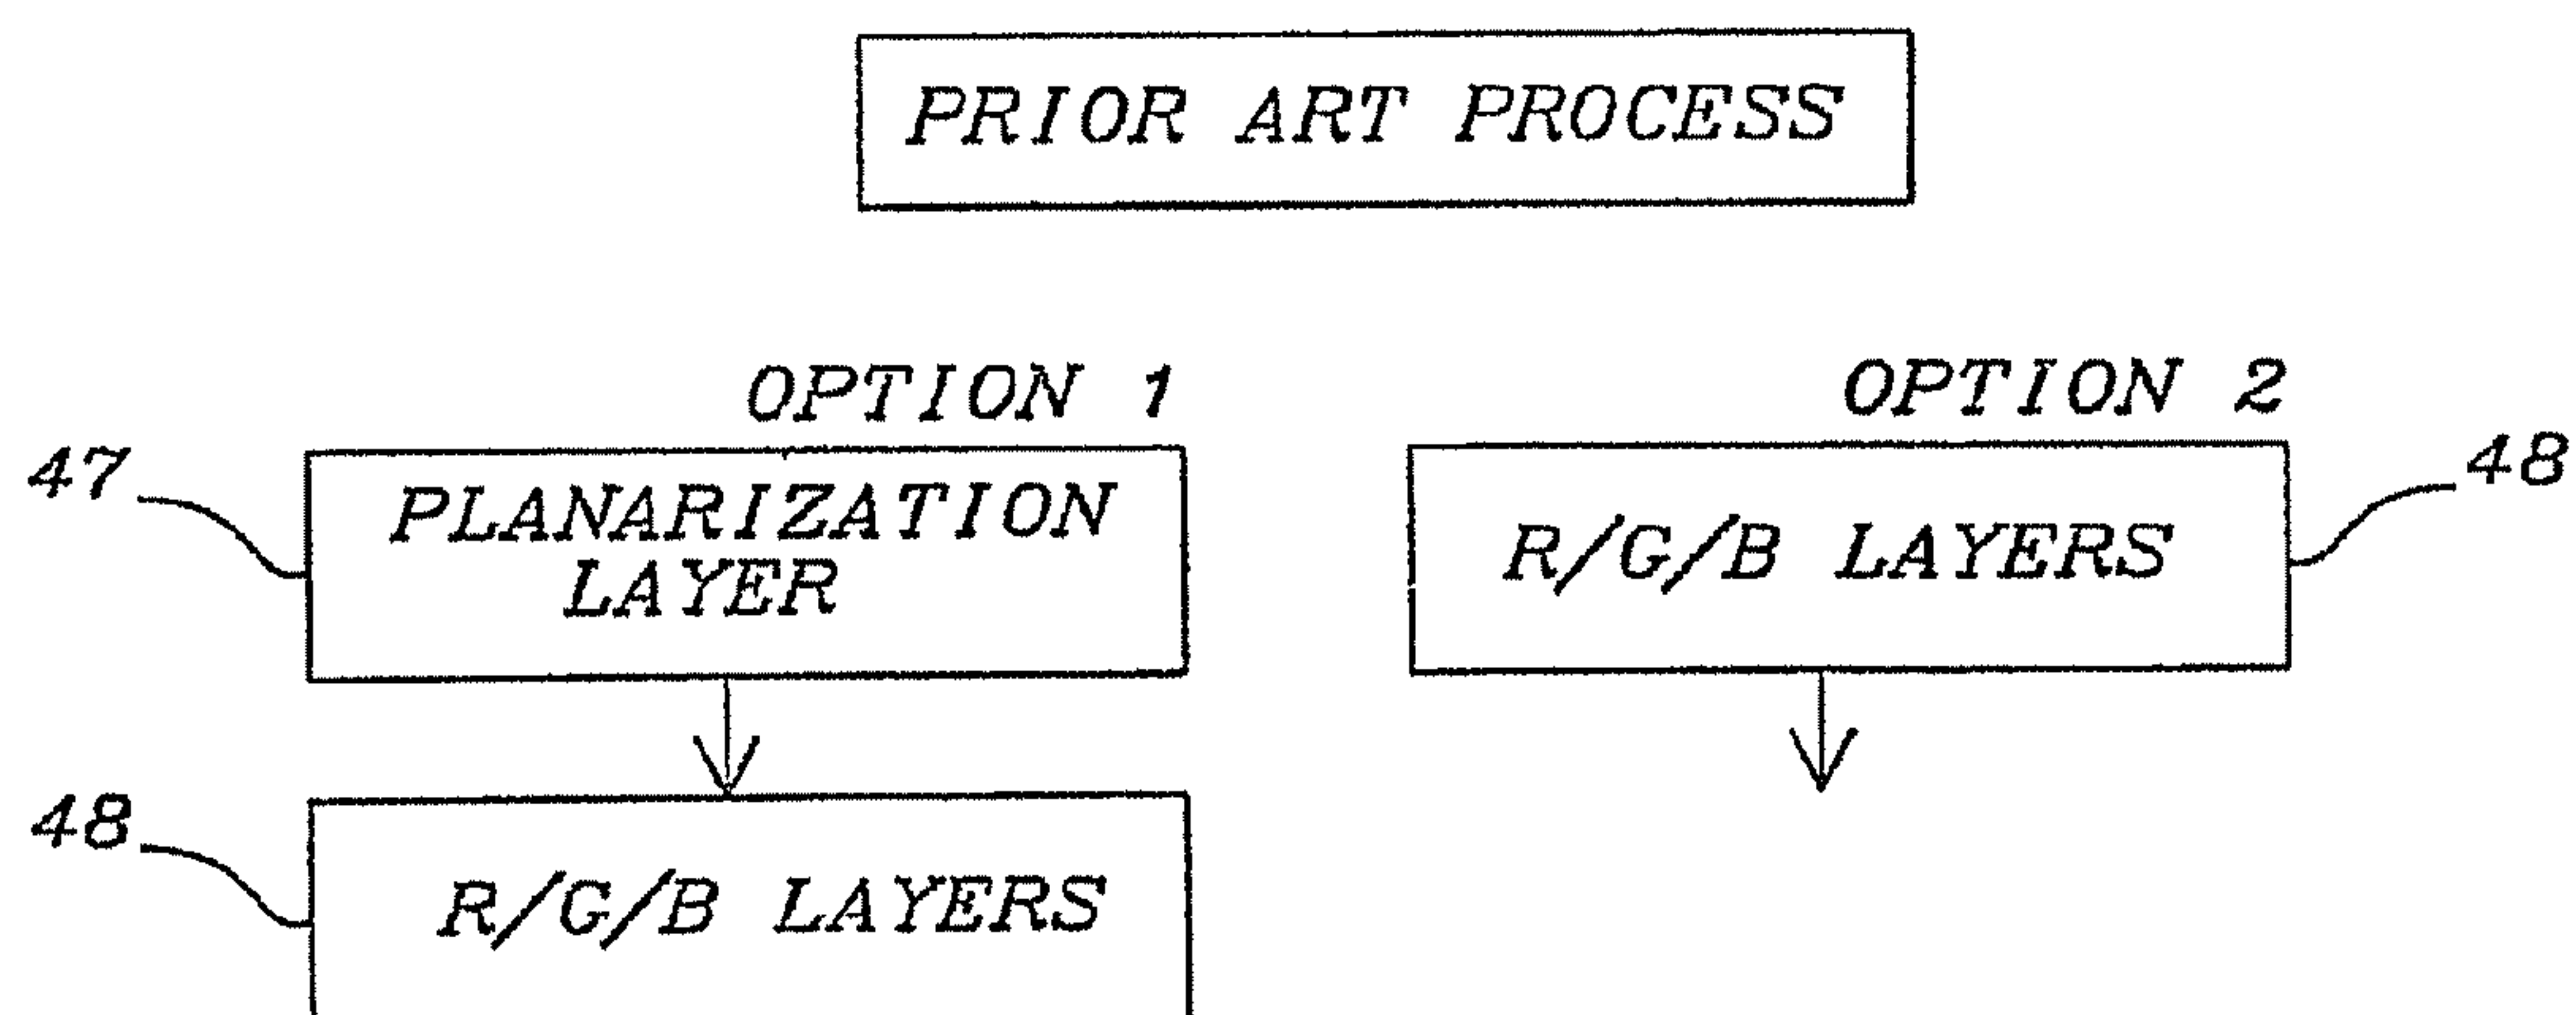 PRIOR ART PROCESS
OPTION 1
47
PLANARIZATION
LAYER
48
R/G/B LAYERS
OPTION 2
R/G/B LAYERS
48